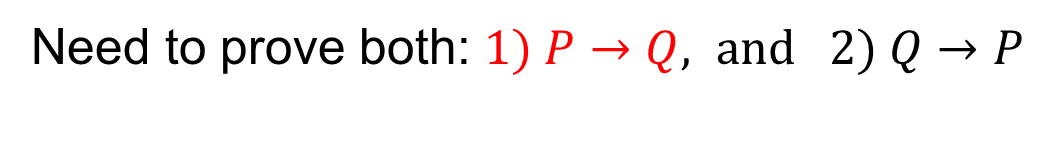 Need to prove both: 1) P → Q, and 2) Q → P